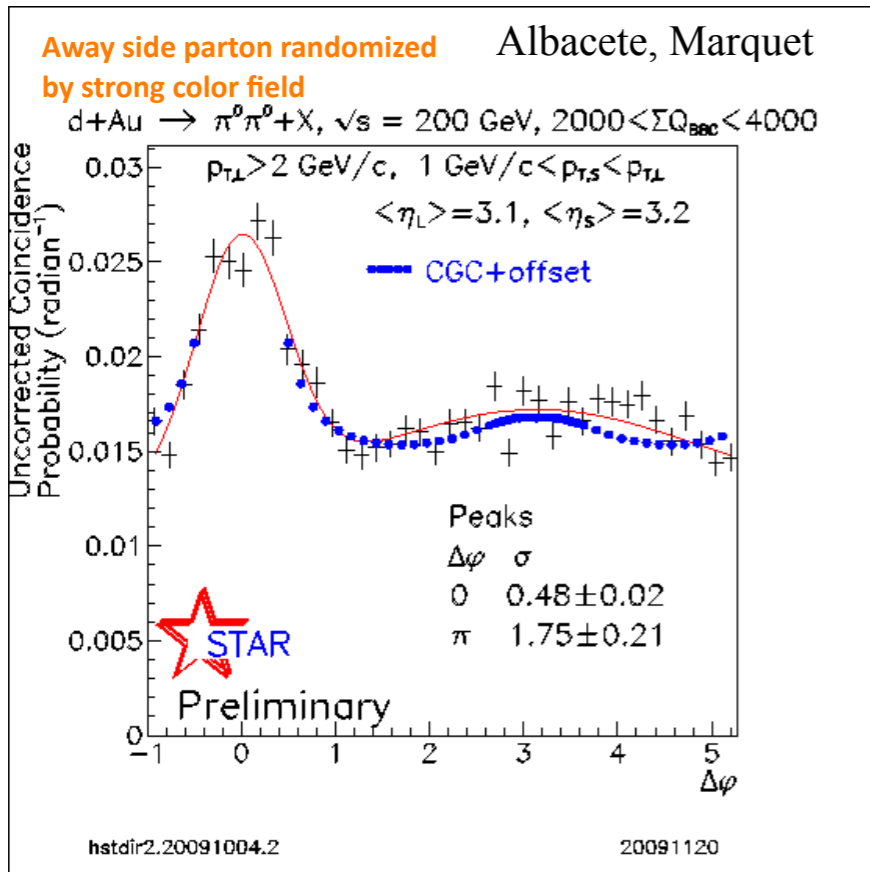 Away side parton randomized
by strong color field
Albacete, Marquet
d+Au → π⁰π⁰+X, √s = 200 GeV, 2000<ΣQ_BBC<4000
p_T,L>2 GeV/c, 1 GeV/c<p_T,S<p_T,L
<η_L>=3.1, <η_S>=3.2
CGC+offset
Uncorrected Coincidence
Probability (radian⁻¹)
0.03
0.025
0.02
0.015
0.01
0.005
0
Peaks
Δφ σ
0 0.48±0.02
π 1.75±0.21
STAR
Preliminary
−1 0 1 2 3 4 5
Δφ
hstdir2.20091004.2
20091120